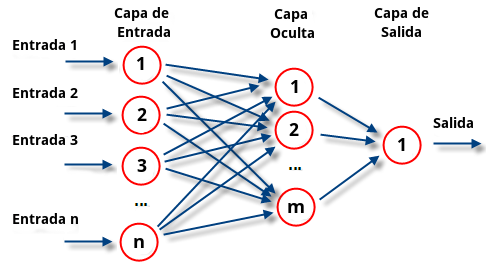 Capa de
Entrada
Capa
Oculta
Capa de
Salida
Entrada 1
Entrada 2
Entrada 3
Entrada n
1
2
3
...
n
1
2
...
m
1
Salida